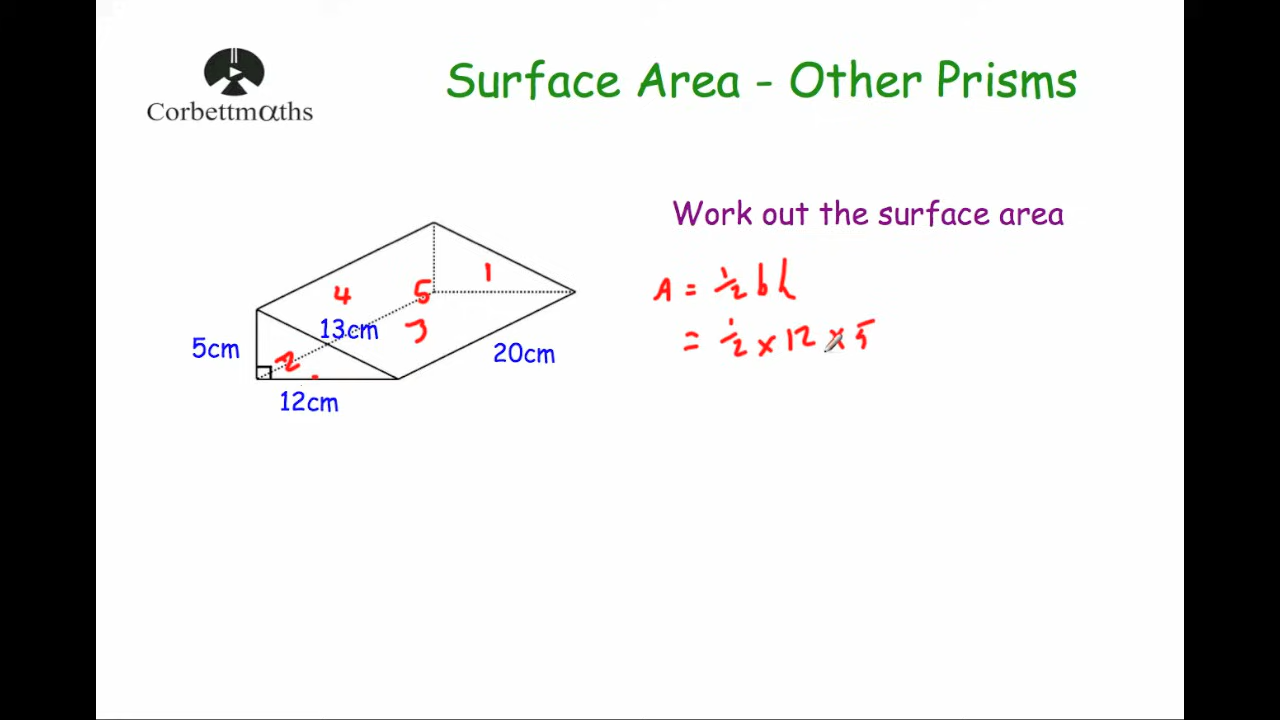 Surface Area - Other Prisms
Corbettmαths
Work out the surface area
A = ½ b h
= ½ × 12 × 5
1
4
5
3
2
13cm
5cm
20cm
12cm